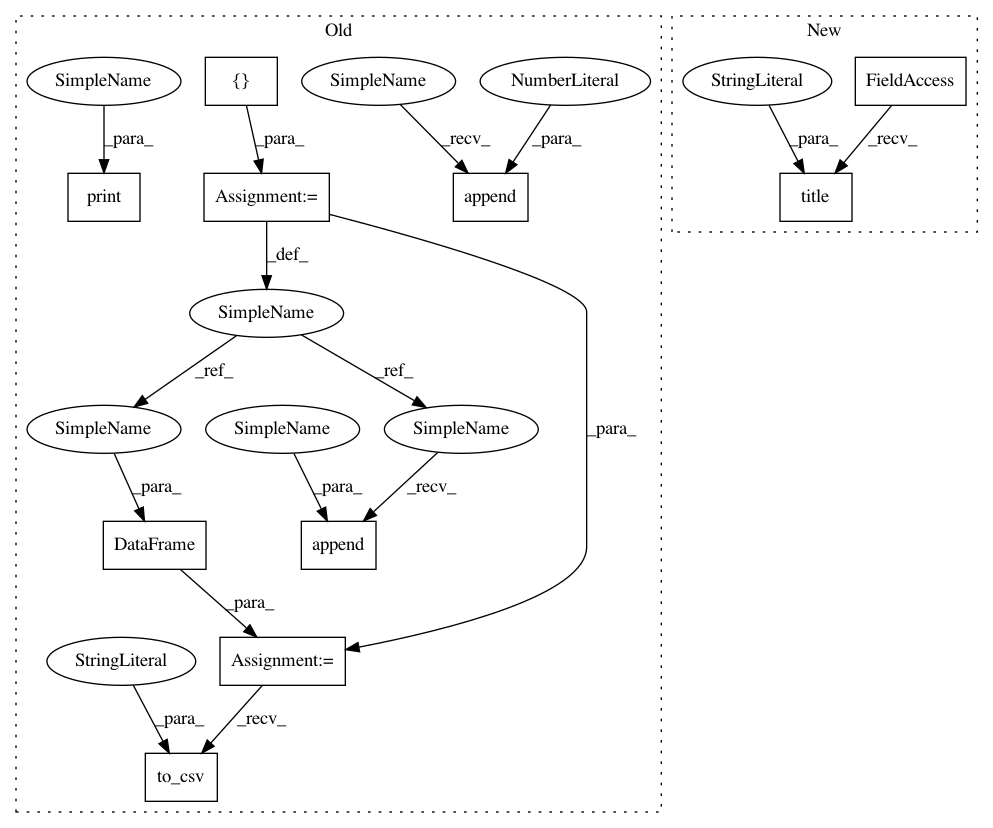 Old
New
SimpleName
{}
SimpleName
NumberLiteral
StringLiteral
FieldAccess
_para_
_para_
_recv_
_para_
_para_
_recv_
print
Assignment:=
append
title
_def_
SimpleName
_ref_
_ref_
SimpleName
SimpleName
SimpleName
_para_
_para_
_para_
_recv_
DataFrame
append
_para_
StringLiteral
Assignment:=
_para_
_recv_
to_csv